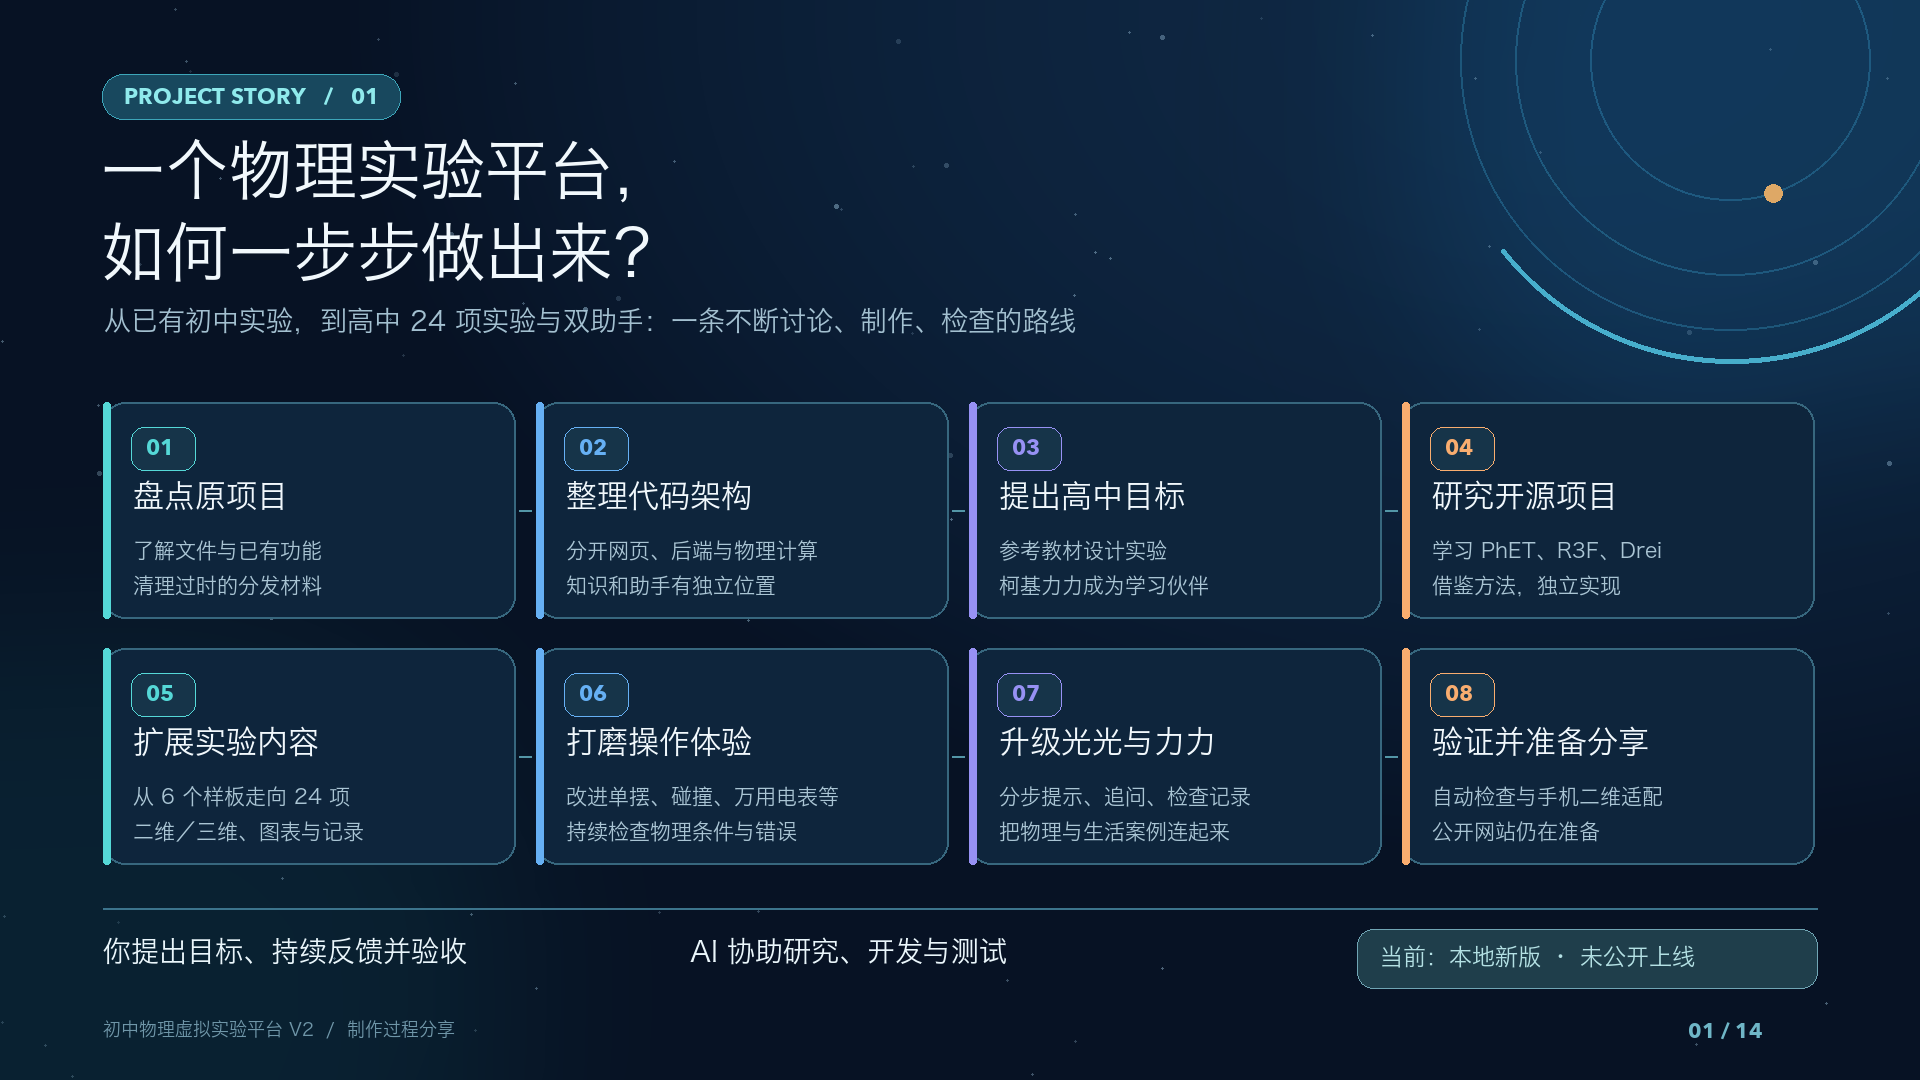 PROJECT STORY / 01
一个物理实验平台，
如何一步步做出来？
从已有初中实验，到高中 24 项实验与双助手：一条不断讨论、制作、检查的路线
01
盘点原项目
了解文件与已有功能
清理过时的分发材料
02
整理代码架构
分开网页、后端与物理计算
知识和助手有独立位置
03
提出高中目标
参考教材设计实验
柯基力力成为学习伙伴
04
研究开源项目
学习 PhET、R3F、Drei
借鉴方法，独立实现
05
扩展实验内容
从 6 个样板走向 24 项
二维／三维、图表与记录
06
打磨操作体验
改进单摆、碰撞、万用电表等
持续检查物理条件与错误
07
升级光光与力力
分步提示、追问、检查记录
把物理与生活案例连起来
08
验证并准备分享
自动检查与手机二维适配
公开网站仍在准备
你提出目标、持续反馈并验收
AI 协助研究、开发与测试
当前：本地新版 · 未公开上线
初中物理虚拟实验平台 V2 / 制作过程分享
01 / 14